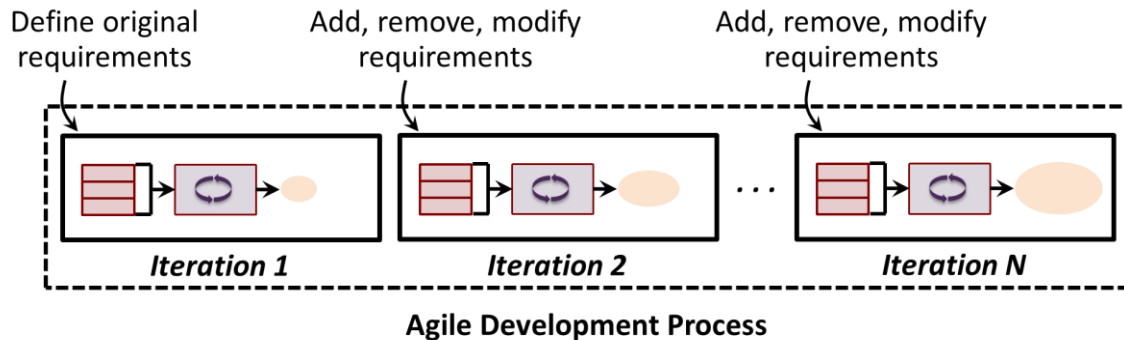 Define original
requirements
Add, remove, modify
requirements
Add, remove, modify
requirements
. . .
Iteration 1
Iteration 2
Iteration N
Agile Development Process